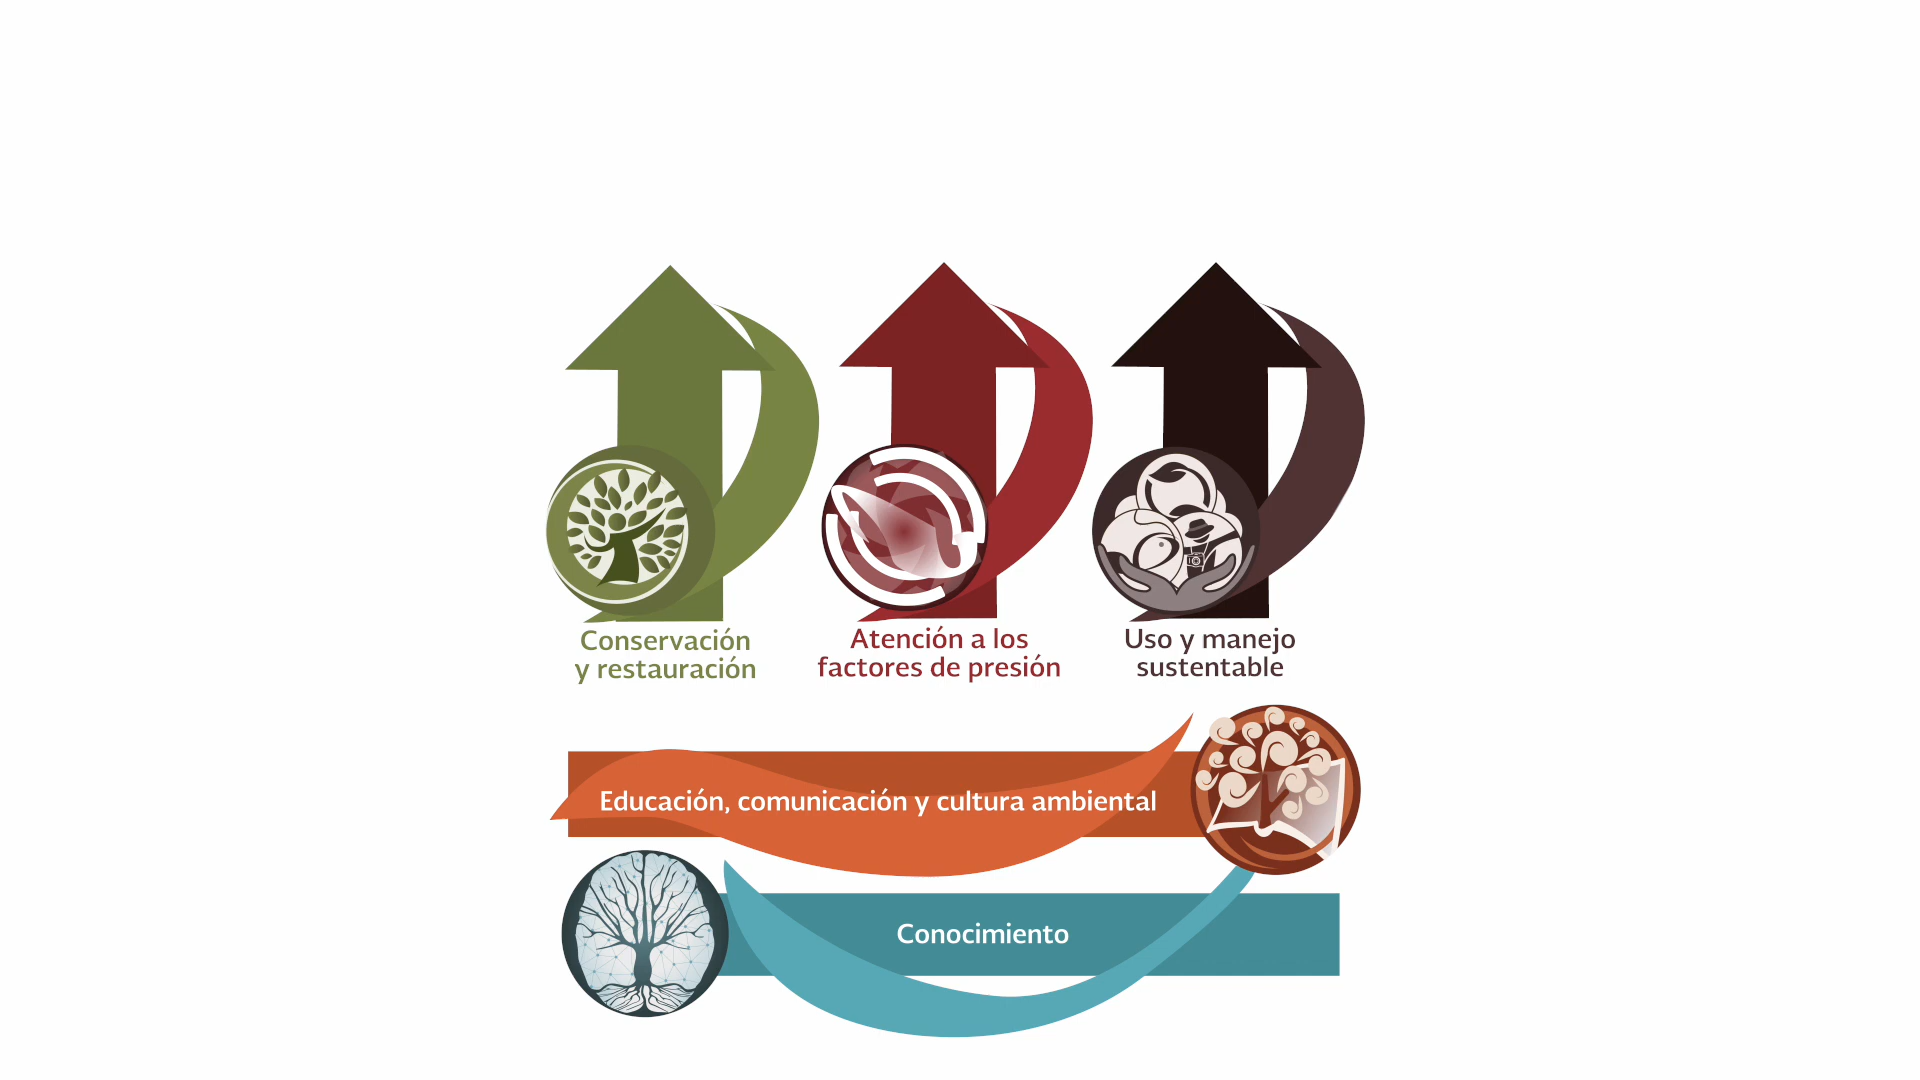 Conservación
y restauración
Atención a los
factores de presión
Uso y manejo
sustentable
Educación, comunicación y cultura ambiental
Conocimiento